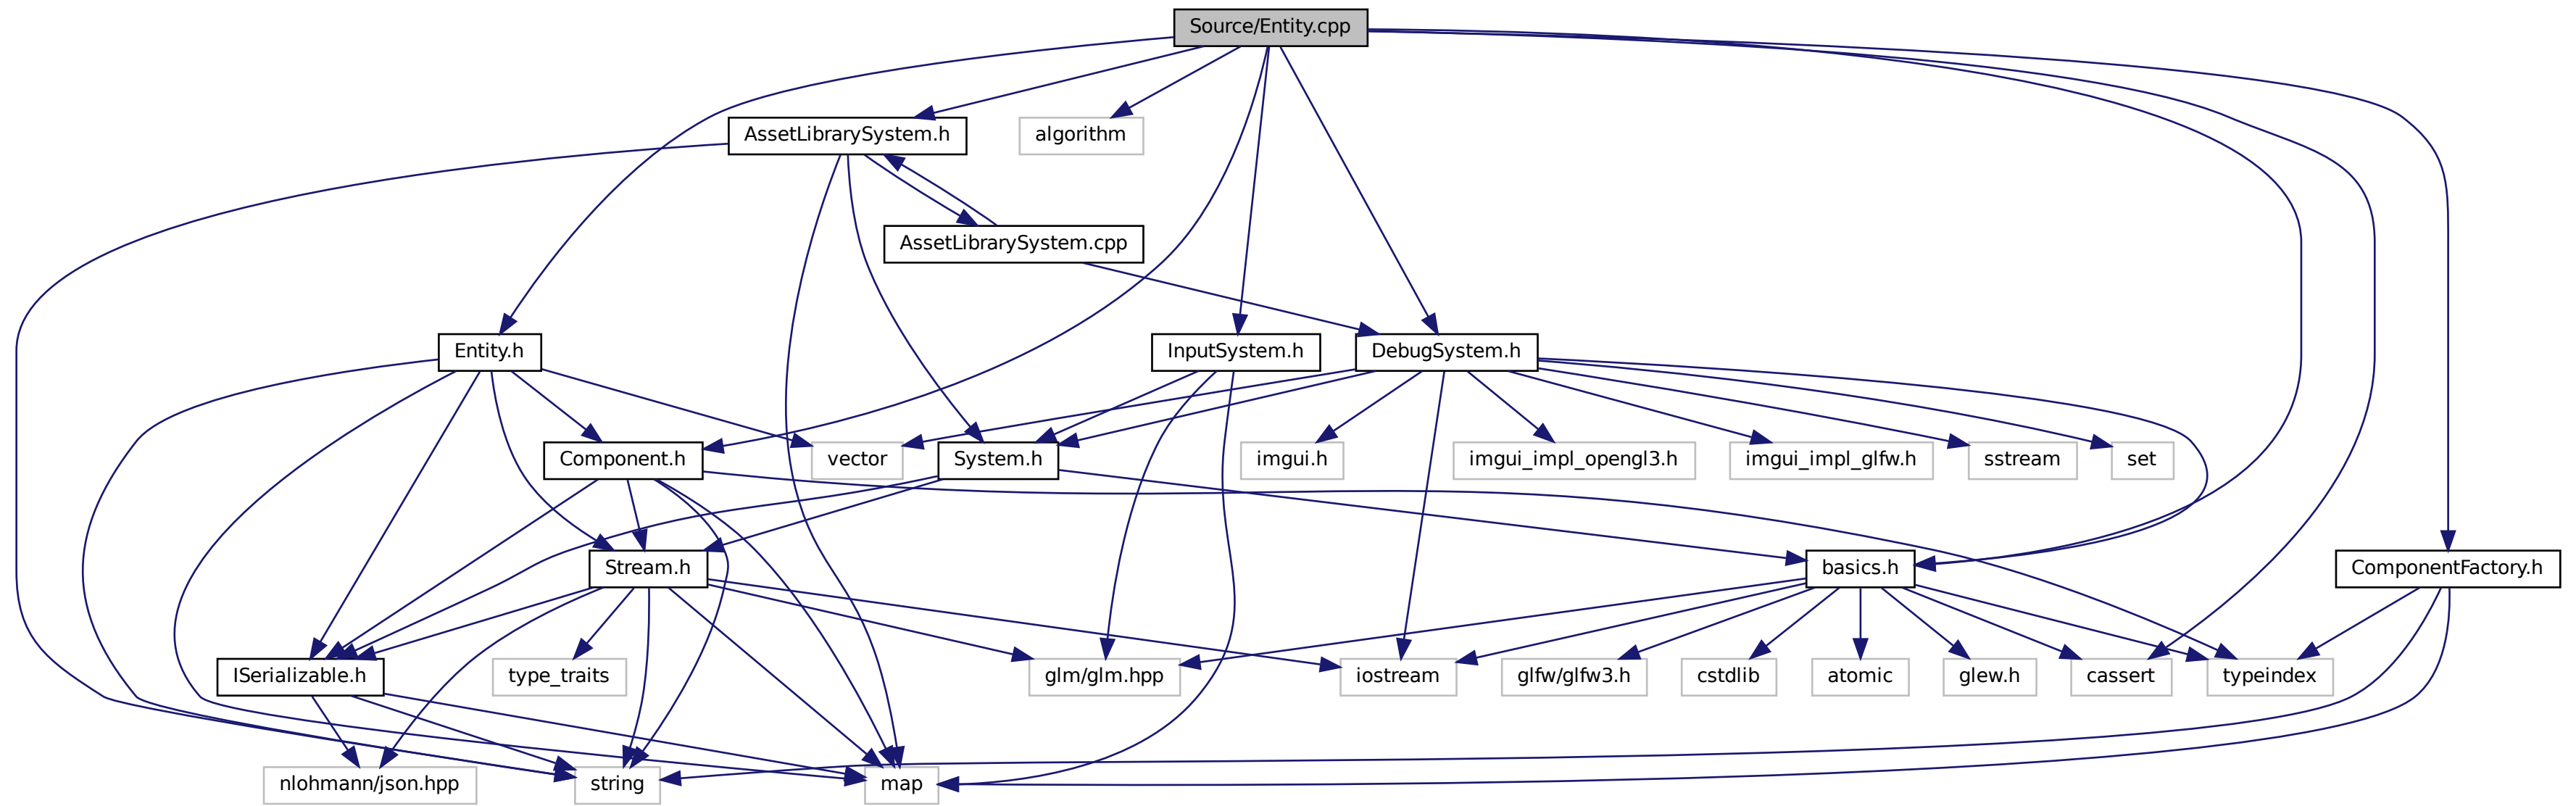 Source/Entity.cpp
AssetLibrarySystem.h
algorithm
AssetLibrarySystem.cpp
Entity.h
InputSystem.h
DebugSystem.h
Component.h
vector
System.h
imgui.h
imgui_impl_opengl3.h
imgui_impl_glfw.h
sstream
set
Stream.h
basics.h
ComponentFactory.h
ISerializable.h
type_traits
glm/glm.hpp
iostream
glfw/glfw3.h
cstdlib
atomic
glew.h
cassert
typeindex
nlohmann/json.hpp
string
map